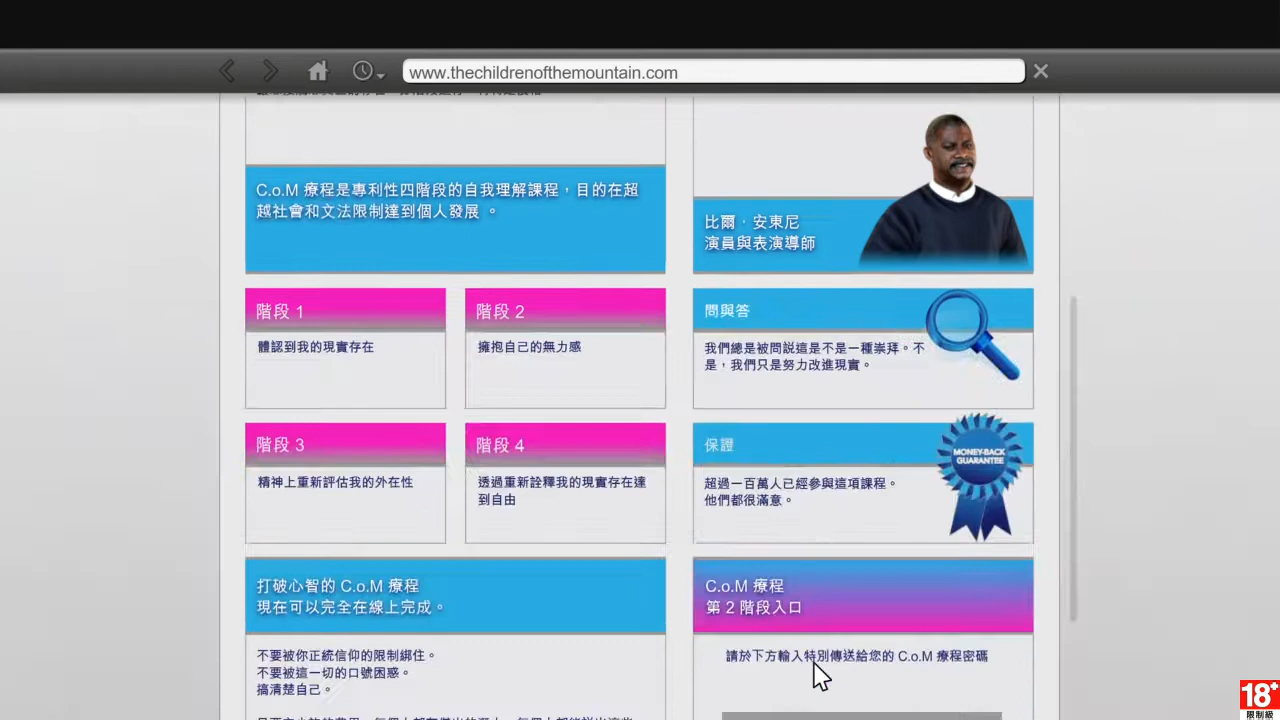 www.thechildrenofthemountain.com
C.o.M 療程是專利性四階段的自我理解課程，目的在超
越社會和文法限制達到個人發展 。
比爾．安東尼
演員與表演導師
階段 1
體認到我的現實存在
階段 2
擁抱自己的無力感
問與答
我們總是被問說這是不是一種崇拜。不
是，我們只是努力改進現實。
階段 3
精神上重新評估我的外在性
階段 4
透過重新詮釋我的現實存在達
到自由
保證
超過一百萬人已經參與這項課程。
他們都很滿意。
MONEY-BACK
GUARANTEE
打破心智的 C.o.M 療程
現在可以完全在線上完成。
不要被你正統信仰的限制綁住。
不要被這一切的口號困惑。
搞清楚自己。
C.o.M 療程
第 2 階段入口
請於下方輸入特別傳送給您的 C.o.M 療程密碼
18+
限制級